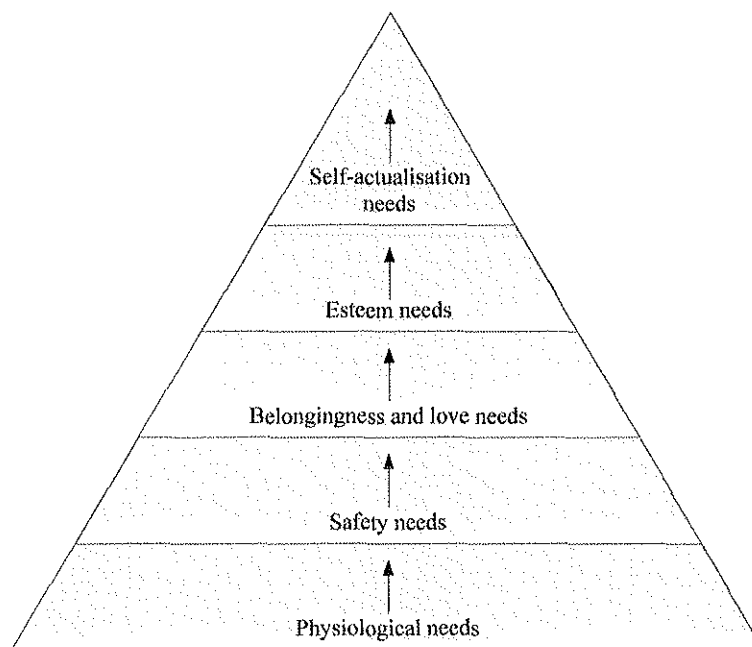 Self-actualisation
needs
Esteem needs
Belongingness and love needs
Safety needs
Physiological needs